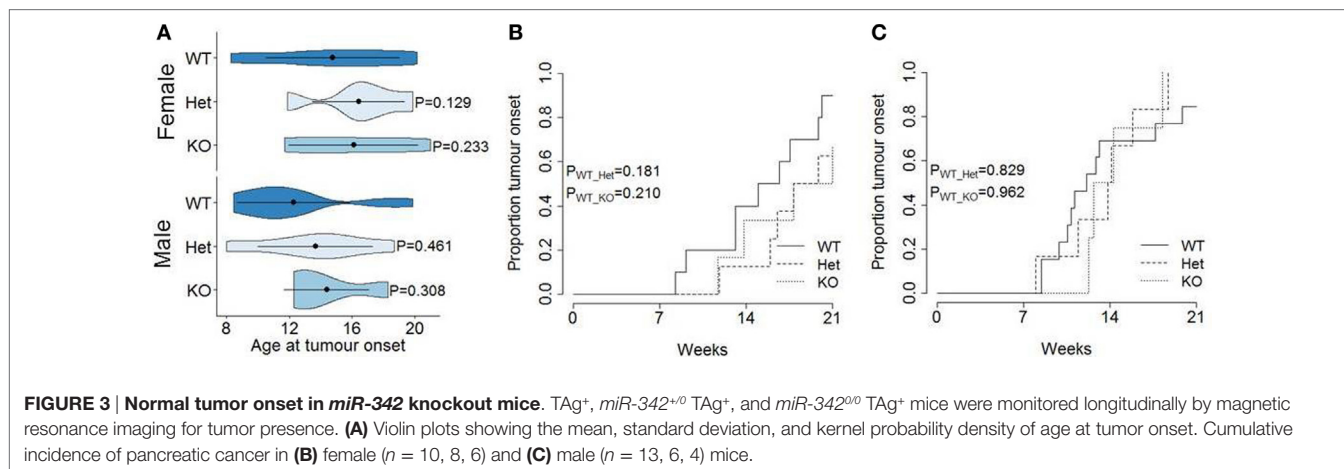 A
Female
WT
Het
P=0.129
KO
P=0.233
Male
WT
Het
P=0.461
KO
P=0.308
8 12 16 20
Age at tumour onset
B
Proportion tumour onset
1.0
0.8
0.6
0.4
0.2
0.0
PWT_Het=0.181
PWT_KO=0.210
WT
Het
KO
0 7 14 21
Weeks
C
Proportion tumour onset
1.0
0.8
0.6
0.4
0.2
0.0
PWT_Het=0.829
PWT_KO=0.962
WT
Het
KO
0 7 14 21
Weeks
FIGURE 3 | Normal tumor onset in miR-342 knockout mice. TAg+, miR-342+/0 TAg+, and miR-3420/0 TAg+ mice were monitored longitudinally by magnetic
resonance imaging for tumor presence. (A) Violin plots showing the mean, standard deviation, and kernel probability density of age at tumor onset. Cumulative
incidence of pancreatic cancer in (B) female (n = 10, 8, 6) and (C) male (n = 13, 6, 4) mice.